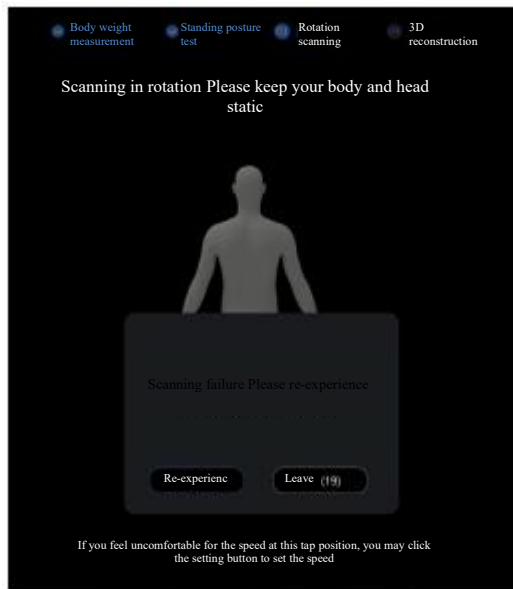 Body weight
measurement
Standing posture
test
Rotation
scanning
3D
reconstruction
Scanning in rotation Please keep your body and head
static
Scanning failure Please re-experience
Re-experienc
Leave (19)
If you feel uncomfortable for the speed at this tap position, you may click
the setting button to set the speed